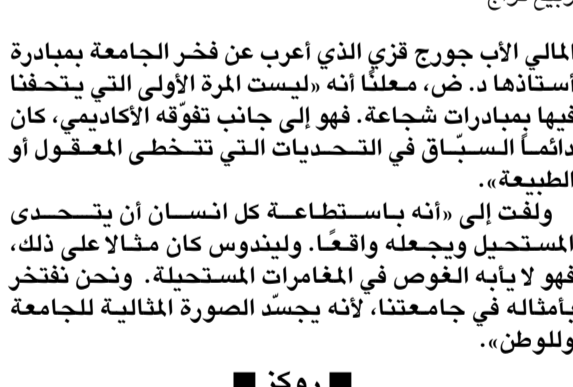 المالي الأب جورج قزي الذي أعرب عن فخر الجامعة بمبادرة
أستاذها د. ض، معلنًا أنه «ليست المرة الأولى التي يتحفنا
فيها بمبادرات شجاعة. فهو إلى جانب تفوّقه الأكاديمي، كان
دائماً السبّاق في التحديات التي تتخطى المعقول أو
الطبيعة».
ولفت إلى «أنه باستطاعة كل انسان أن يتحدى
المستحيل ويجعله واقعًا. وليندوس كان مثالا على ذلك،
فهو لا يأبه الغوص في المغامرات المستحيلة. ونحن نفتخر
بأمثاله في جامعتنا، لأنه يجسّد الصورة المثالية للجامعة
وللوطن».
■ روكز ■